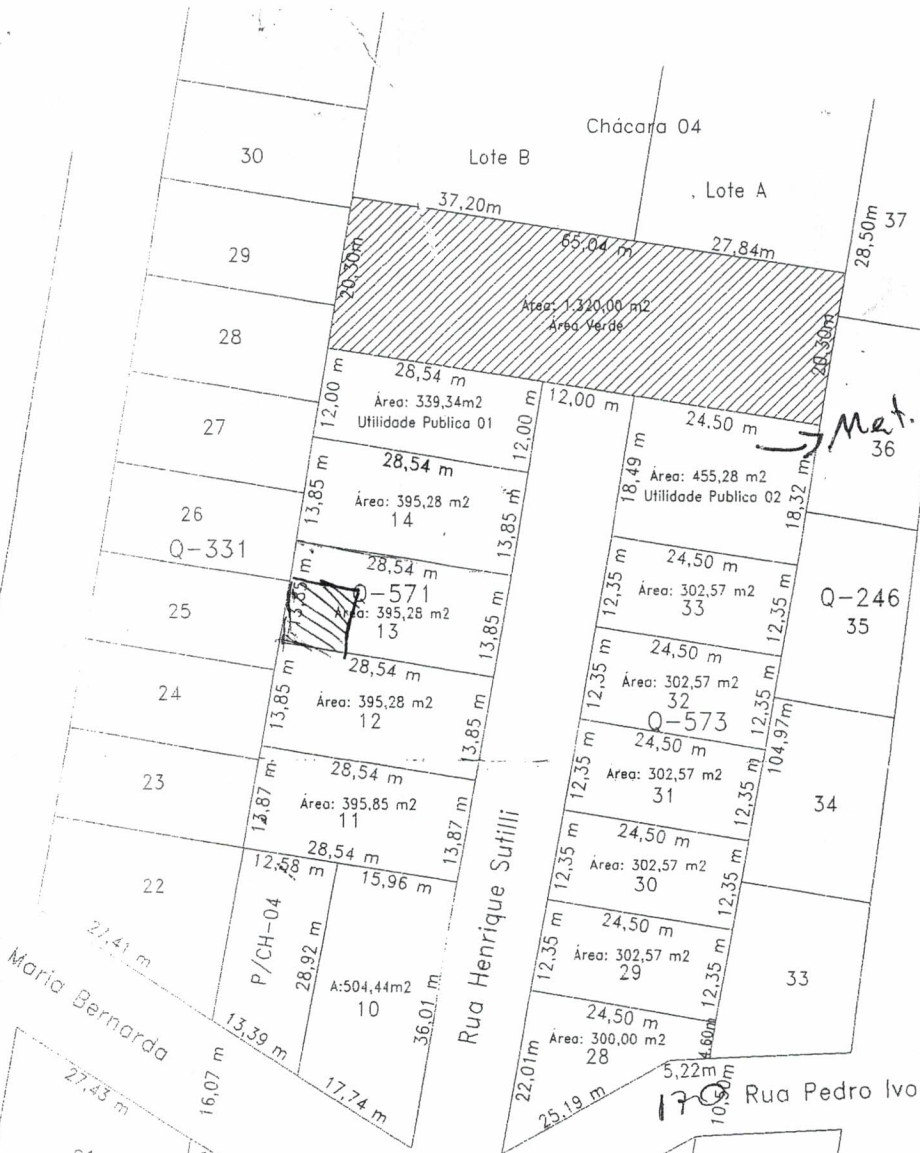 Chácara 04
30
Lote B
Lote A
37,20m
65,04 m
27,84m
28,50m
37
29
20,30m
Área: 1.320,00 m2
Área Verde
20,30m
28
28,54 m
12,00 m
Área: 339,34m2
Utilidade Publica 01
12,00 m
12,00 m
24,50 m
Mat.
36
27
28,54 m
13,85 m
Área: 395,28 m2
14
13,85 m
18,49 m
Área: 455,28 m2
Utilidade Publica 02
18,32 m
26
Q-331
28,54 m
13,85 m
Q-571
Área: 395,28 m2
13
13,85 m
24,50 m
12,35 m
Área: 302,57 m2
33
12,35 m
Q-246
35
25
28,54 m
13,85 m
Área: 395,28 m2
12
13,85 m
24,50 m
12,35 m
Área: 302,57 m2
32
Q-573
12,35 m
104,97m
24
24,50 m
12,35 m
Área: 302,57 m2
31
12,35 m
34
23
28,54 m
13,87 m
Área: 395,85 m2
11
13,87 m
28,54 m
24,50 m
12,35 m
Área: 302,57 m2
30
12,35 m
22
12,58 m
15,96 m
P/CH-04
28,92 m
A:504,44m2
10
36,01 m
Rua Henrique Sutilli
24,50 m
12,35 m
Área: 302,57 m2
29
12,35 m
33
27,41 m
Maria Bernarda
13,39 m
24,50 m
Área: 300,00 m2
28
22,01m
4.60m
5,22m
25,19 m
10,50m
Rua Pedro Ivo
27,43 m
16,07 m
17,74 m